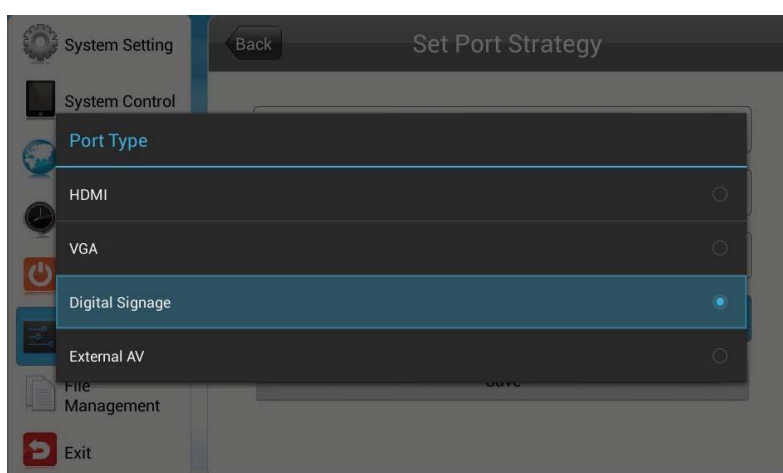 System Setting
Back
Set Port Strategy
System Control
Port Type
HDMI
VGA
Digital Signage
External AV
File
Management
Save
Exit